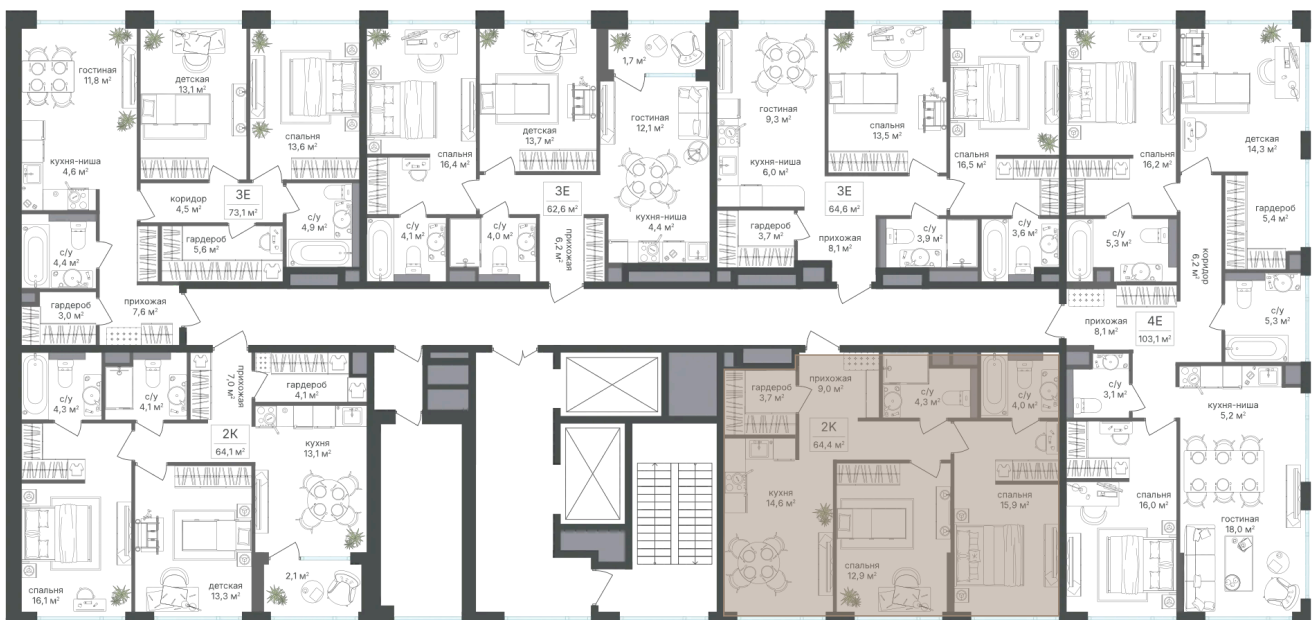 гостиная
11,8 м²
кухня-ниша
4,6 м²
с/у
4,4 м²
гардероб
3,0 м²
прихожая
7,6 м²
детская
13,1 м²
спальня
13,6 м²
коридор
4,5 м²
3Е
73,1 м²
гардероб
5,6 м²
с/у
4,9 м²
спальня
16,4 м²
детская
13,7 м²
с/у
4,1 м²
с/у
4,0 м²
3Е
62,6 м²
прихожая
6,2 м²
1,7 м²
гостиная
12,1 м²
кухня-ниша
4,4 м²
гостиная
9,3 м²
кухня-ниша
6,0 м²
гардероб
3,7 м²
3Е
64,6 м²
прихожая
8,1 м²
спальня
13,5 м²
с/у
3,9 м²
спальня
16,5 м²
с/у
3,6 м²
спальня
16,2 м²
с/у
5,3 м²
детская
14,3 м²
гардероб
5,4 м²
коридор
6,2 м²
с/у
5,3 м²
прихожая
8,1 м²
4Е
103,1 м²
с/у
3,1 м²
кухня-ниша
5,2 м²
спальня
16,0 м²
гостиная
18,0 м²
с/у
4,3 м²
с/у
4,1 м²
прихожая
7,0 м²
гардероб
4,1 м²
2К
64,1 м²
кухня
13,1 м²
спальня
16,1 м²
детская
13,3 м²
2,1 м²
гардероб
3,7 м²
прихожая
9,0 м²
с/у
4,3 м²
с/у
4,0 м²
2К
64,4 м²
кухня
14,6 м²
спальня
12,9 м²
спальня
15,9 м²